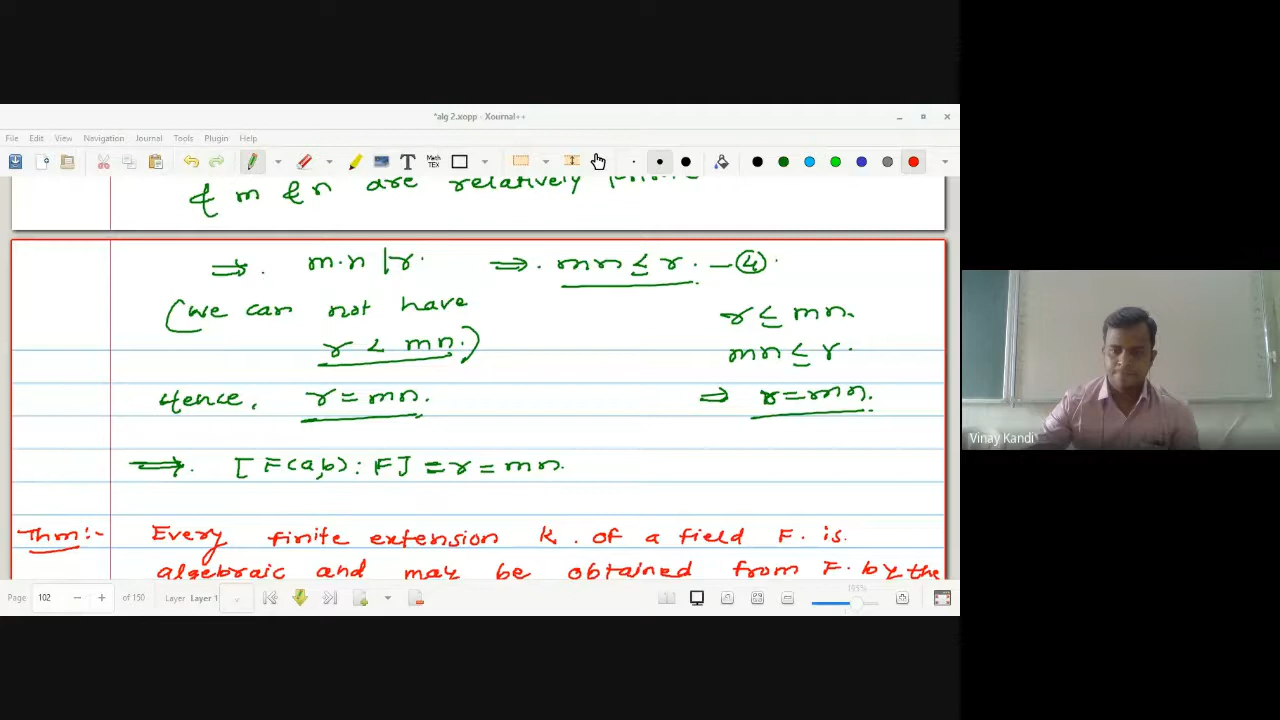 *alg 2.xopp - Xournal++
File Edit View Navigation Journal Tools Plugin Help
& m & n are relatively
⇒. m.n | r. ⇒. mn ≤ r. — ④.
(we can not have
r < mn.)
r ≤ mn.
mn ≤ r.
Hence, r = mn.
⇒ r = mn.
⇒. [F(a,b) : F] = r = mn.
Thm:- Every finite extension K. of a field F. is.
algebraic and may be obtained from F. by the
Page 102 of 150 Layer Layer 1
195%
Vinay Kandi